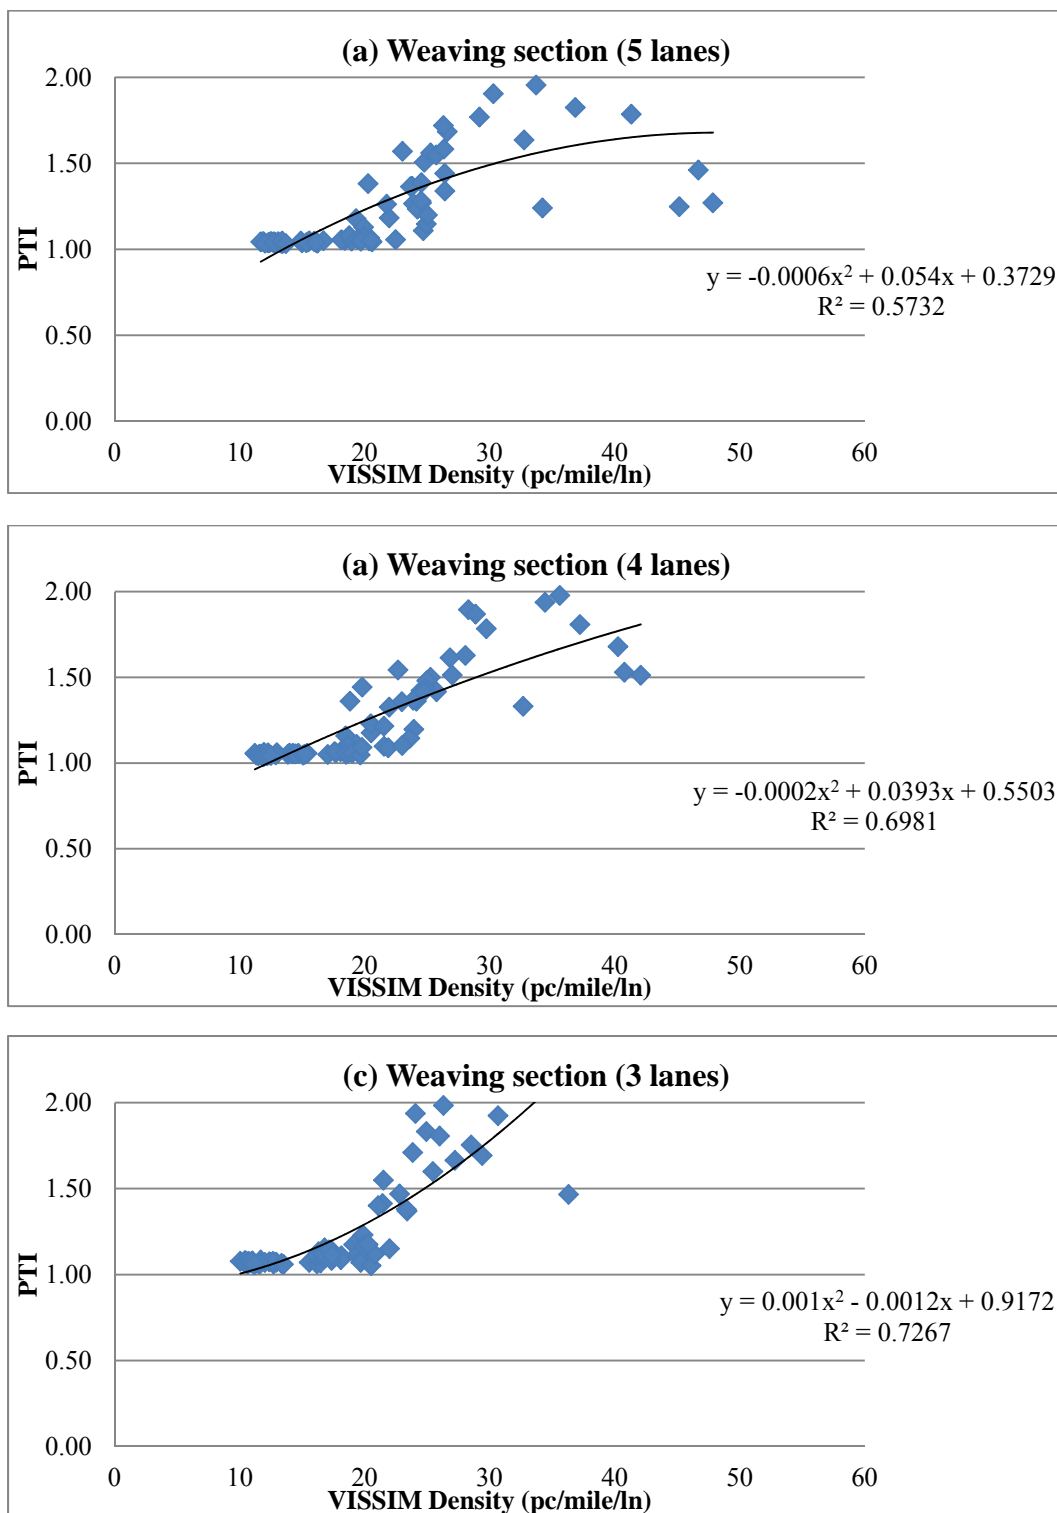 (a) Weaving section (5 lanes)
2.00
1.50
1.00
0.50
0.00
PTI
y = -0.0006x² + 0.054x + 0.3729
R² = 0.5732
0 10 20 30 40 50 60
VISSIM Density (pc/mile/ln)
(a) Weaving section (4 lanes)
2.00
1.50
1.00
0.50
0.00
PTI
y = -0.0002x² + 0.0393x + 0.5503
R² = 0.6981
0 10 20 30 40 50 60
VISSIM Density (pc/mile/ln)
(c) Weaving section (3 lanes)
2.00
1.50
1.00
0.50
0.00
PTI
y = 0.001x² - 0.0012x + 0.9172
R² = 0.7267
0 10 20 30 40 50 60
VISSIM Density (pc/mile/ln)